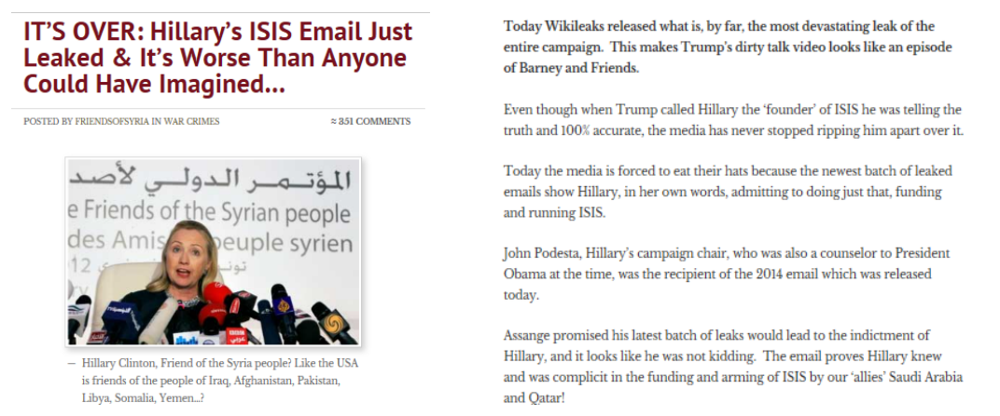 IT'S OVER: Hillary's ISIS Email Just
Leaked & It's Worse Than Anyone
Could Have Imagined…
POSTED BY FRIENDSOFSYRIA IN WAR CRIMES
≈ 351 COMMENTS
المؤتمر الدولي لأصد
e Friends of the Syrian people
des Amis peuple syrien
12
تونس
— Hillary Clinton, Friend of the Syria people? Like the USA
is friends of the people of Iraq, Afghanistan, Pakistan,
Libya, Somalia, Yemen…?
Today Wikileaks released what is, by far, the most devastating leak of the
entire campaign. This makes Trump's dirty talk video looks like an episode
of Barney and Friends.
Even though when Trump called Hillary the 'founder' of ISIS he was telling the
truth and 100% accurate, the media has never stopped ripping him apart over it.
Today the media is forced to eat their hats because the newest batch of leaked
emails show Hillary, in her own words, admitting to doing just that, funding
and running ISIS.
John Podesta, Hillary's campaign chair, who was also a counselor to President
Obama at the time, was the recipient of the 2014 email which was released
today.
Assange promised his latest batch of leaks would lead to the indictment of
Hillary, and it looks like he was not kidding. The email proves Hillary knew
and was complicit in the funding and arming of ISIS by our 'allies' Saudi Arabia
and Qatar!